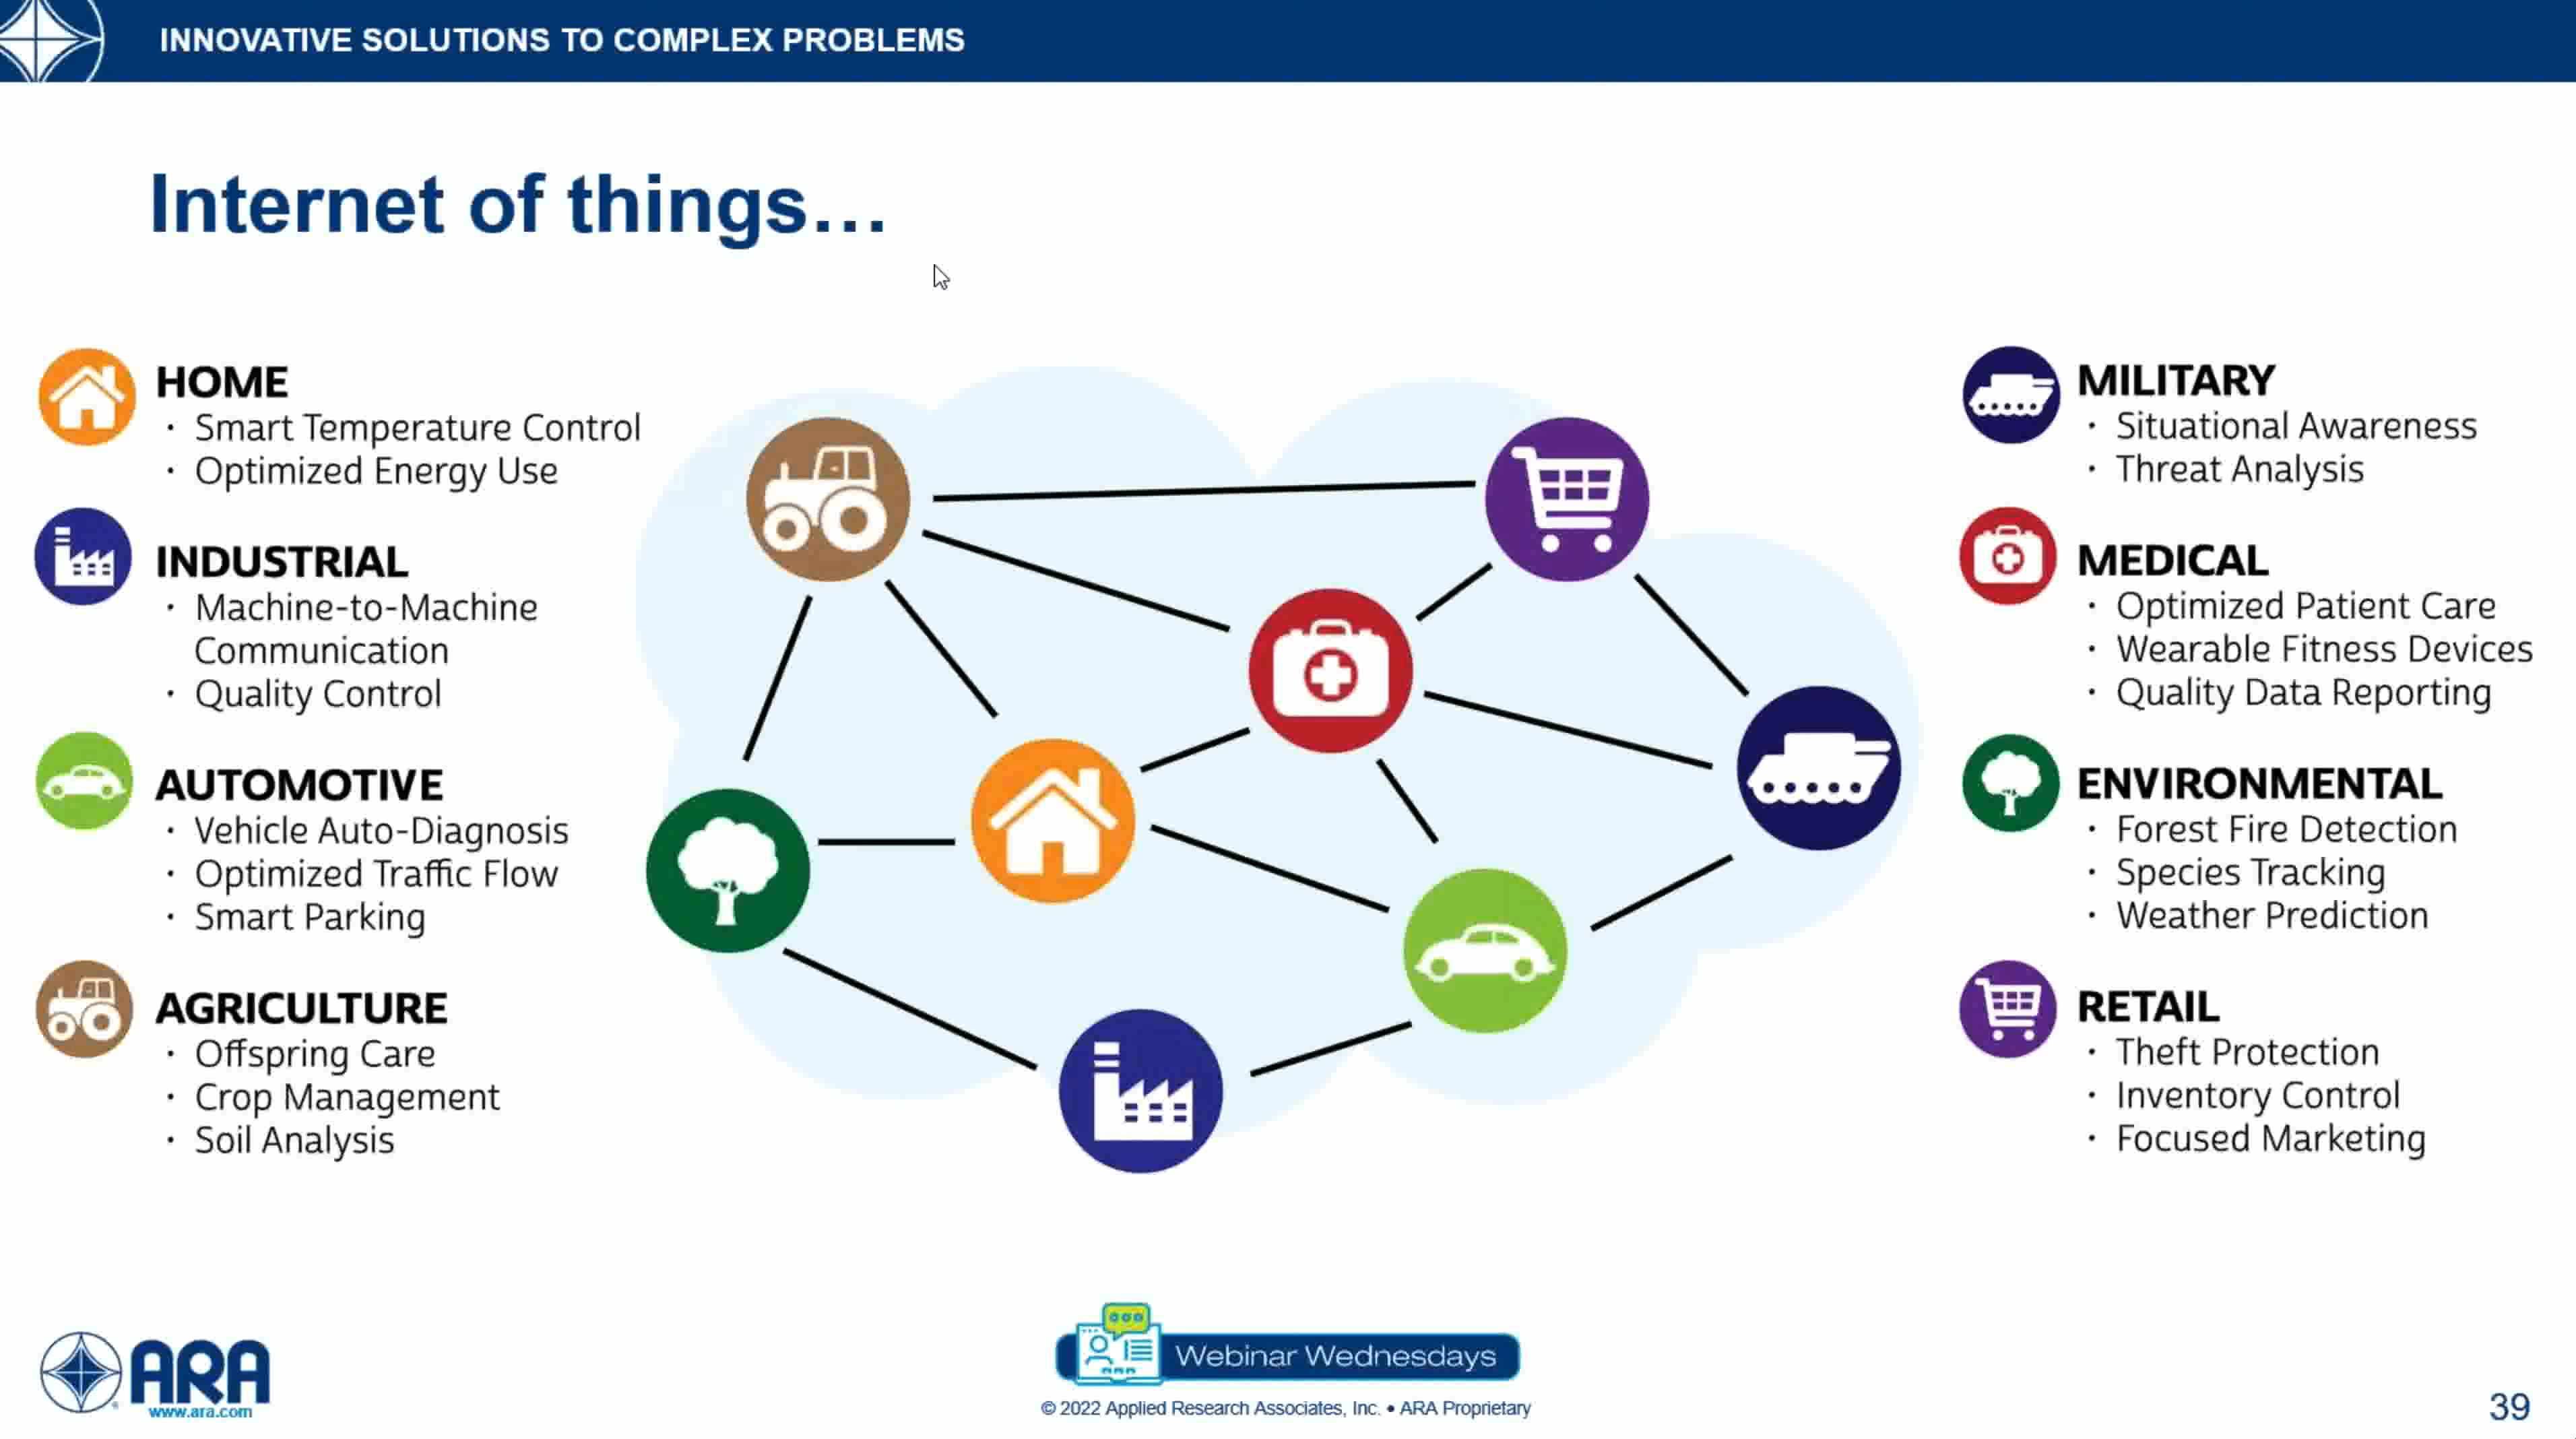 INNOVATIVE SOLUTIONS TO COMPLEX PROBLEMS
Internet of things...
HOME
· Smart Temperature Control
· Optimized Energy Use
INDUSTRIAL
· Machine-to-Machine
Communication
· Quality Control
AUTOMOTIVE
· Vehicle Auto-Diagnosis
· Optimized Traffic Flow
· Smart Parking
AGRICULTURE
· Offspring Care
· Crop Management
· Soil Analysis
MILITARY
· Situational Awareness
· Threat Analysis
MEDICAL
· Optimized Patient Care
· Wearable Fitness Devices
· Quality Data Reporting
ENVIRONMENTAL
· Forest Fire Detection
· Species Tracking
· Weather Prediction
RETAIL
· Theft Protection
· Inventory Control
· Focused Marketing
ARA
®
www.ara.com
Webinar Wednesdays
© 2022 Applied Research Associates, Inc. • ARA Proprietary
39